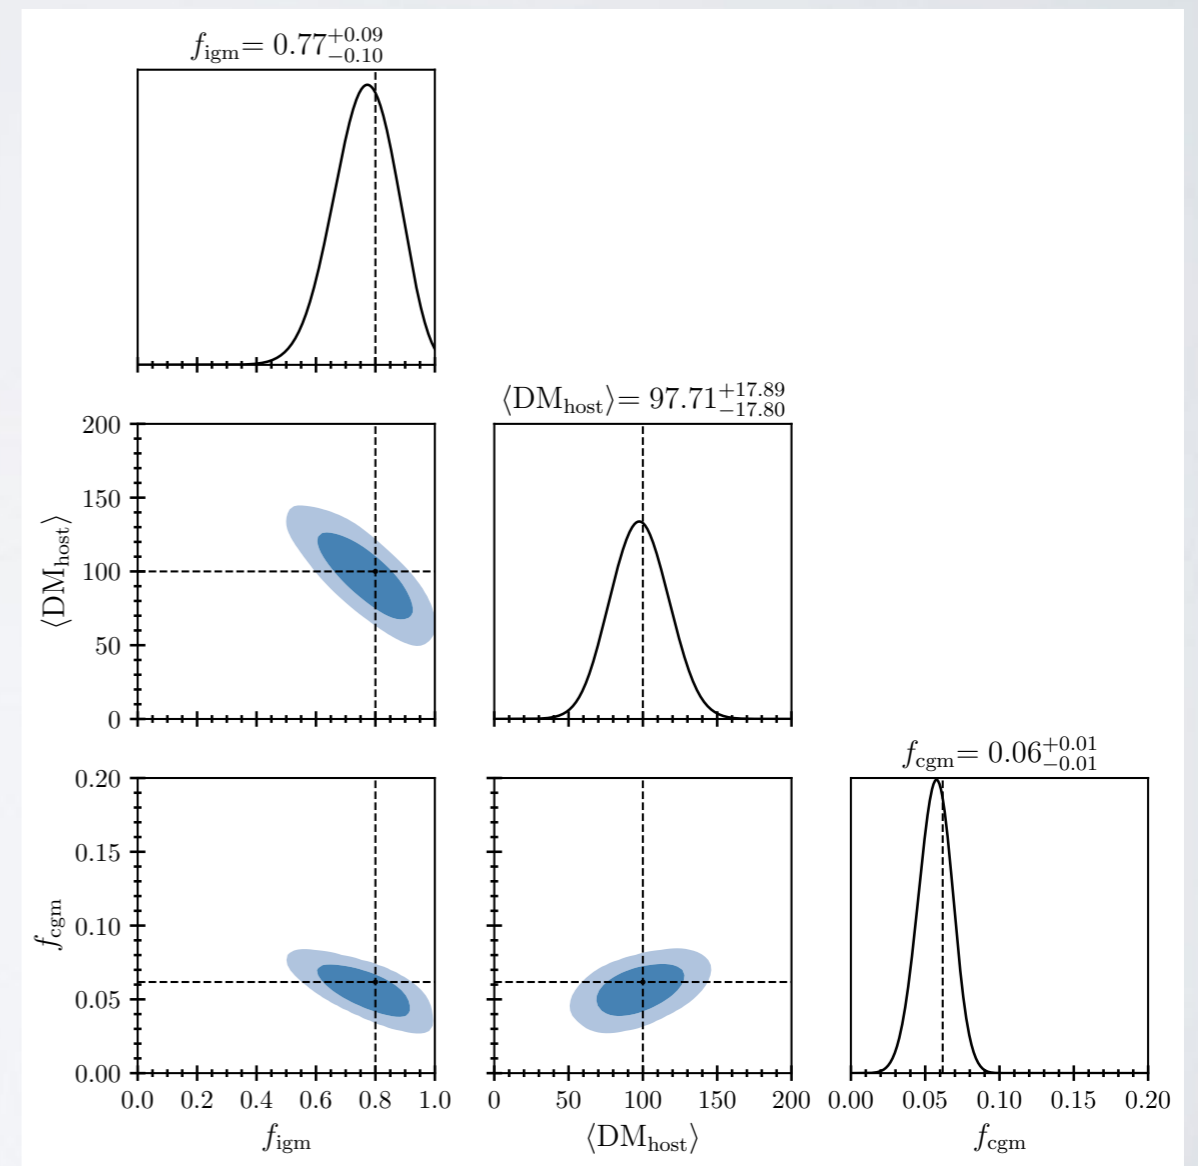 f_igm = 0.77^{+0.09}_{-0.10}
⟨DM_host⟩ = 97.71^{+17.89}_{-17.80}
200
150
100
50
0
⟨DM_host⟩
f_cgm = 0.06^{+0.01}_{-0.01}
0.20
0.15
0.10
0.05
0.00
f_cgm
0.0 0.2 0.4 0.6 0.8 1.0
0 50 100 150 200
0.00 0.05 0.10 0.15 0.20
f_igm
⟨DM_host⟩
f_cgm